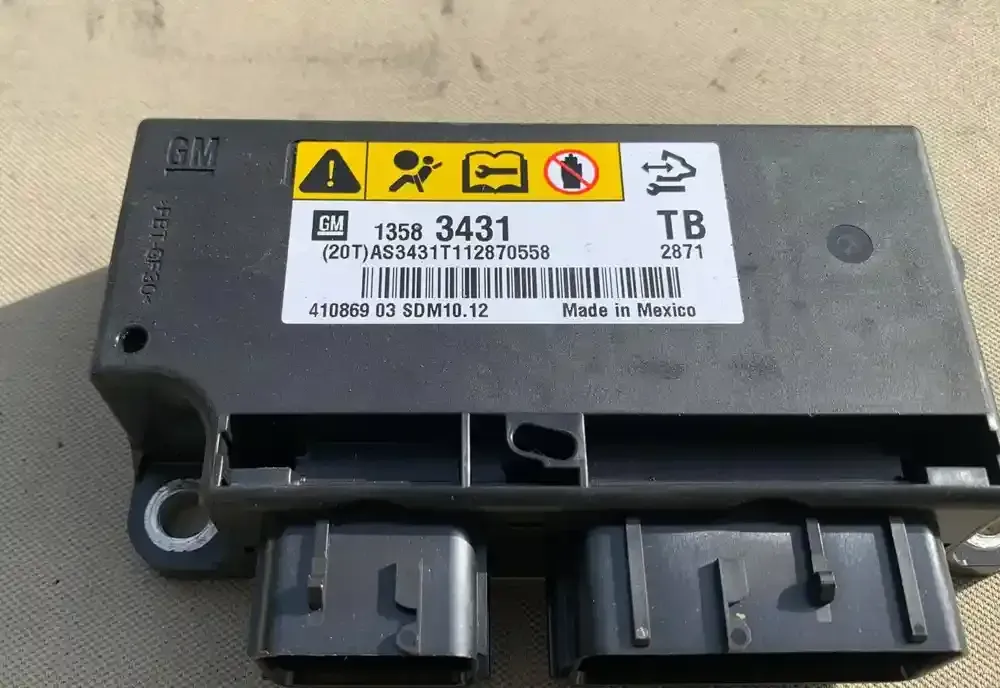 GM
GM 1358 3431 TB
(20T)AS3431T112870558 2871
410869 03 SDM10.12 Made in Mexico